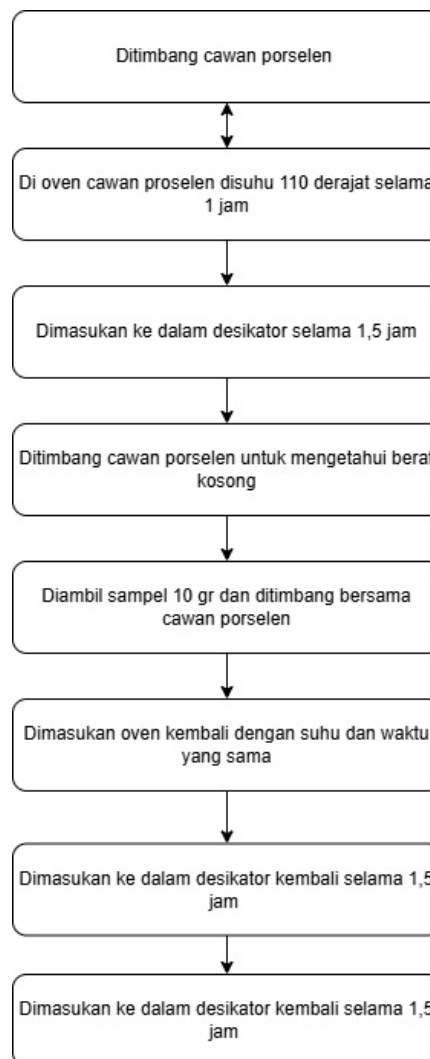 Ditimbang cawan porselen
Di oven cawan proselen disuhu 110 derajat selama
1 jam
Dimasukan ke dalam desikator selama 1,5 jam
Ditimbang cawan porselen untuk mengetahui berat
kosong
Diambil sampel 10 gr dan ditimbang bersama
cawan porselen
Dimasukan oven kembali dengan suhu dan waktu
yang sama
Dimasukan ke dalam desikator kembali selama 1,5
jam
Dimasukan ke dalam desikator kembali selama 1,5
jam